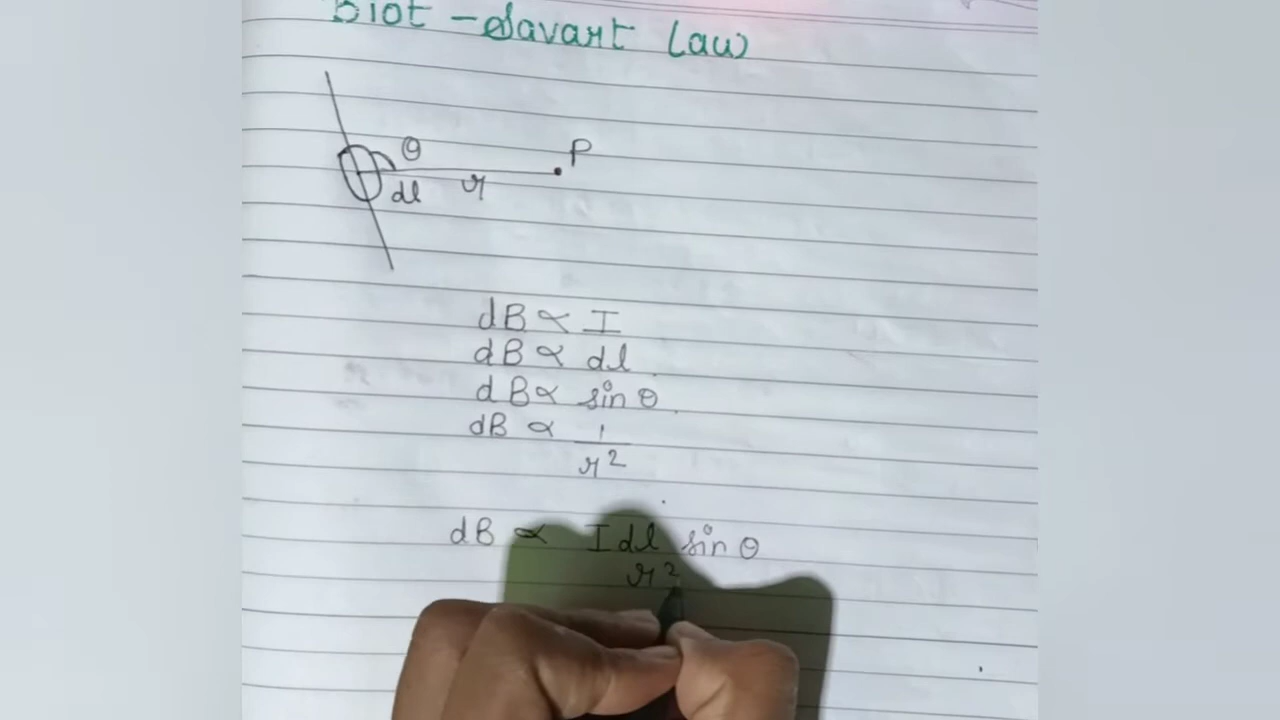 Biot - Savart Law
θ
P
dl r
dB ∝ I
dB ∝ dl
dB ∝ sin θ
dB ∝ 1
r²
dB ∝ I dl sin θ
r²